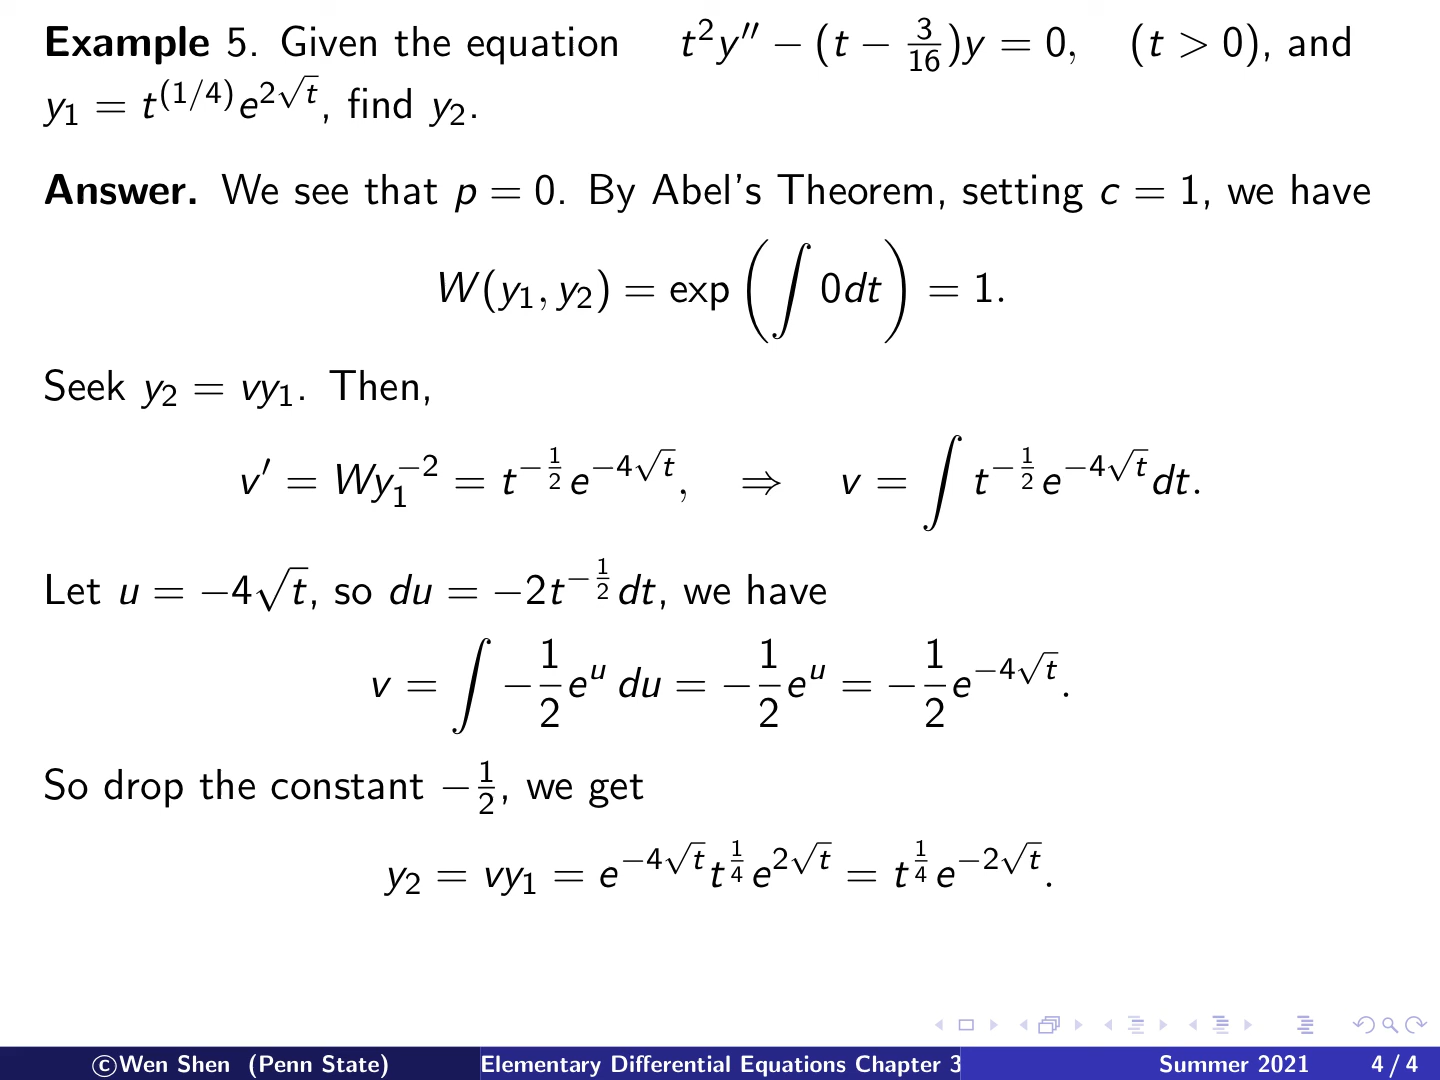 Example 5. Given the equation t²y″ − (t − 3/16)y = 0, (t > 0), and
y₁ = t^(1/4)e^(2√t), find y₂.
Answer. We see that p = 0. By Abel's Theorem, setting c = 1, we have
W(y₁, y₂) = exp(∫ 0dt) = 1.
Seek y₂ = vy₁. Then,
v′ = Wy₁⁻² = t^(−1/2)e^(−4√t), ⇒ v = ∫ t^(−1/2)e^(−4√t)dt.
Let u = −4√t, so du = −2t^(−1/2)dt, we have
v = ∫ −1/2 e^u du = −1/2 e^u = −1/2 e^(−4√t).
So drop the constant −1/2, we get
y₂ = vy₁ = e^(−4√t)t^(1/4)e^(2√t) = t^(1/4)e^(−2√t).
©Wen Shen (Penn State) Elementary Differential Equations Chapter 3 Summer 2021 4 / 4